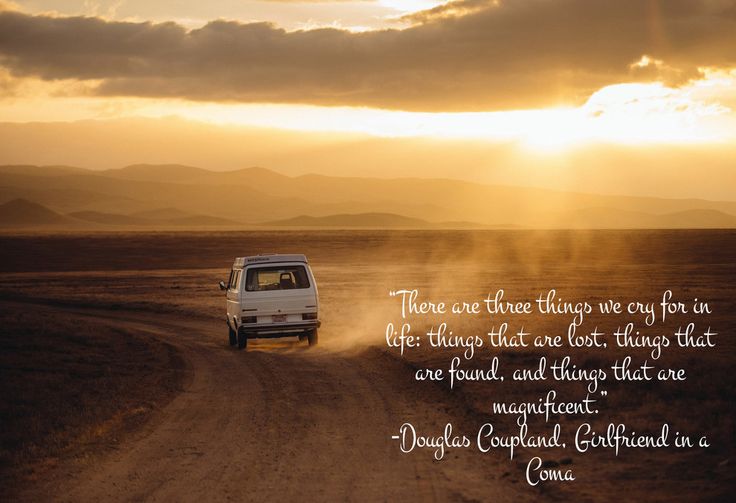 “There are three things we cry for in
life: things that are lost, things that
are found, and things that are
magnificent.”
-Douglas Coupland, Girlfriend in a
Coma